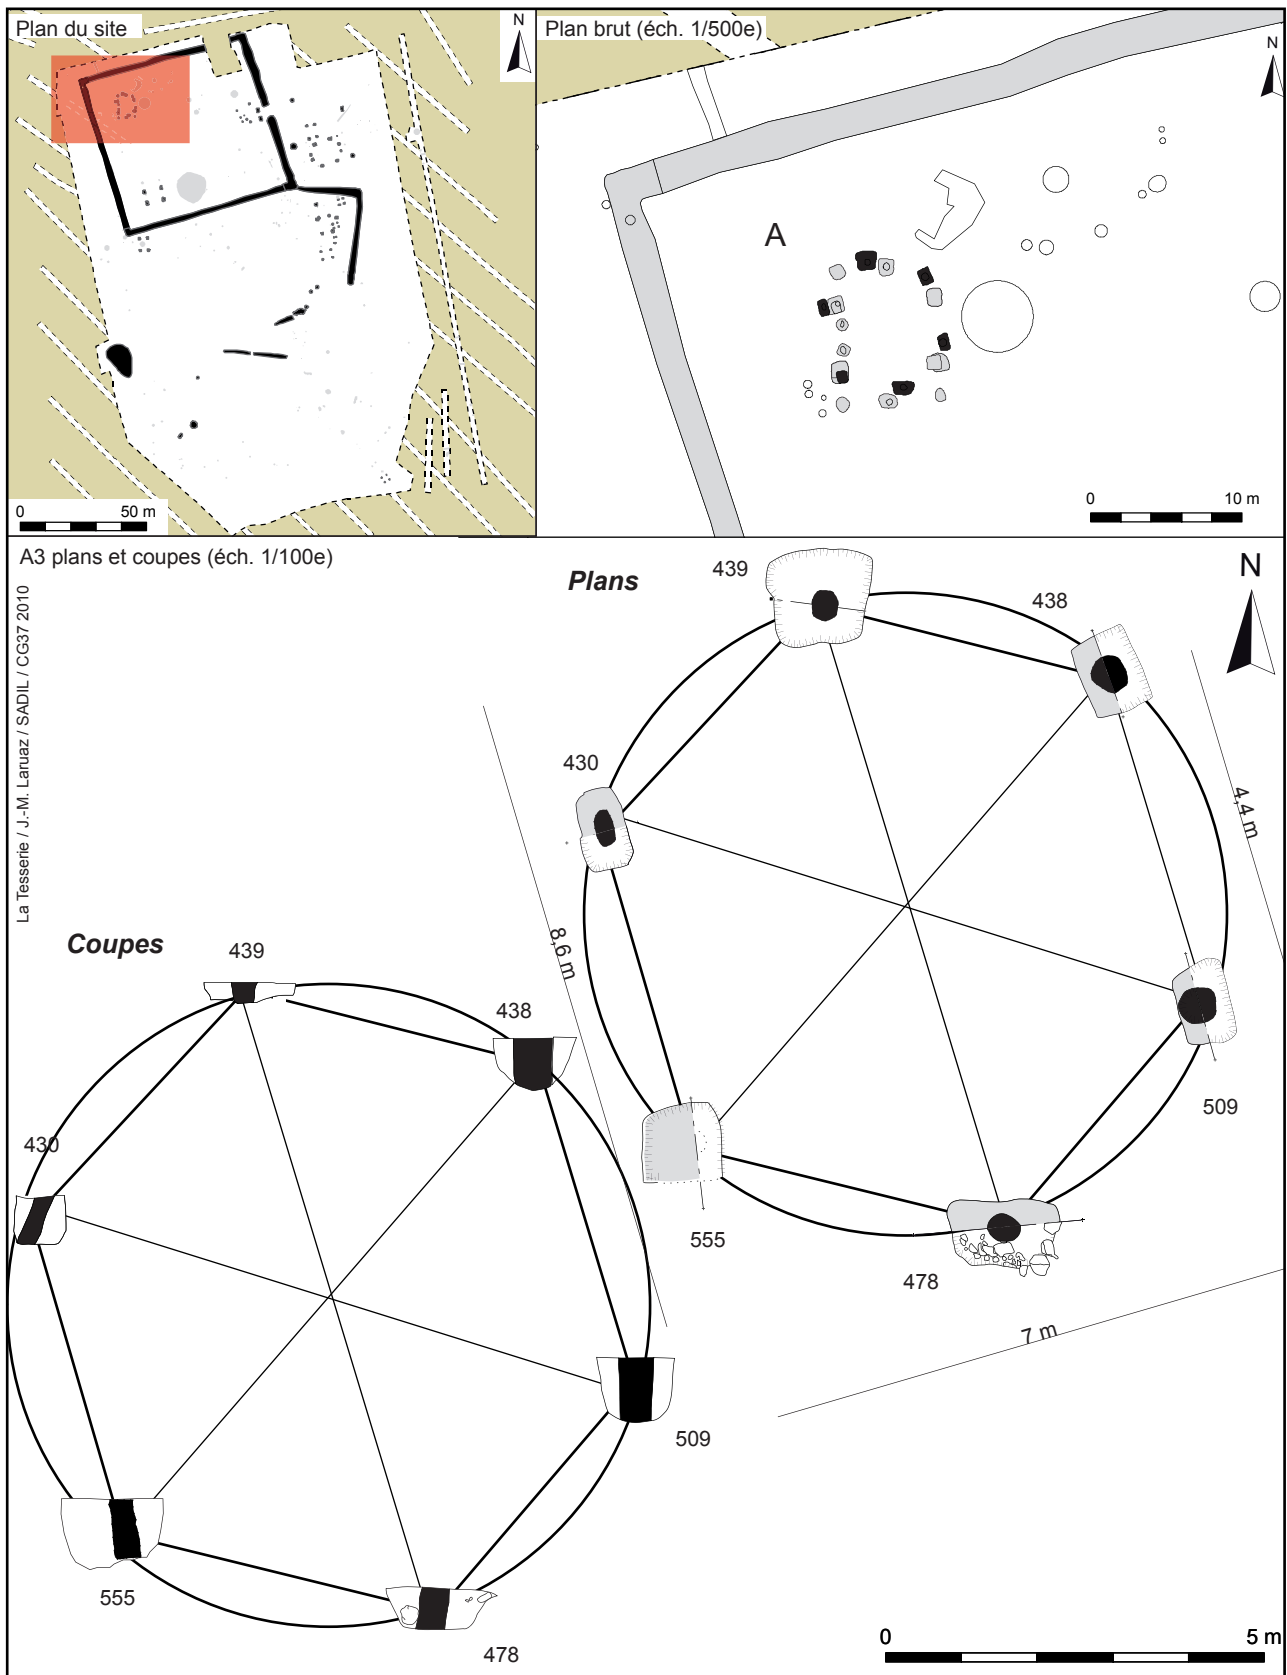 Plan du site
N
0 50 m
Plan brut (éch. 1/500e)
N
A
0 10 m
A3 plans et coupes (éch. 1/100e)
La Tesserie / J.-M. Laruaz / SADIL / CG37 2010
Plans
N
439
438
430
4,4 m
8,6 m
509
555
478
7 m
Coupes
439
438
430
509
555
478
0 5 m